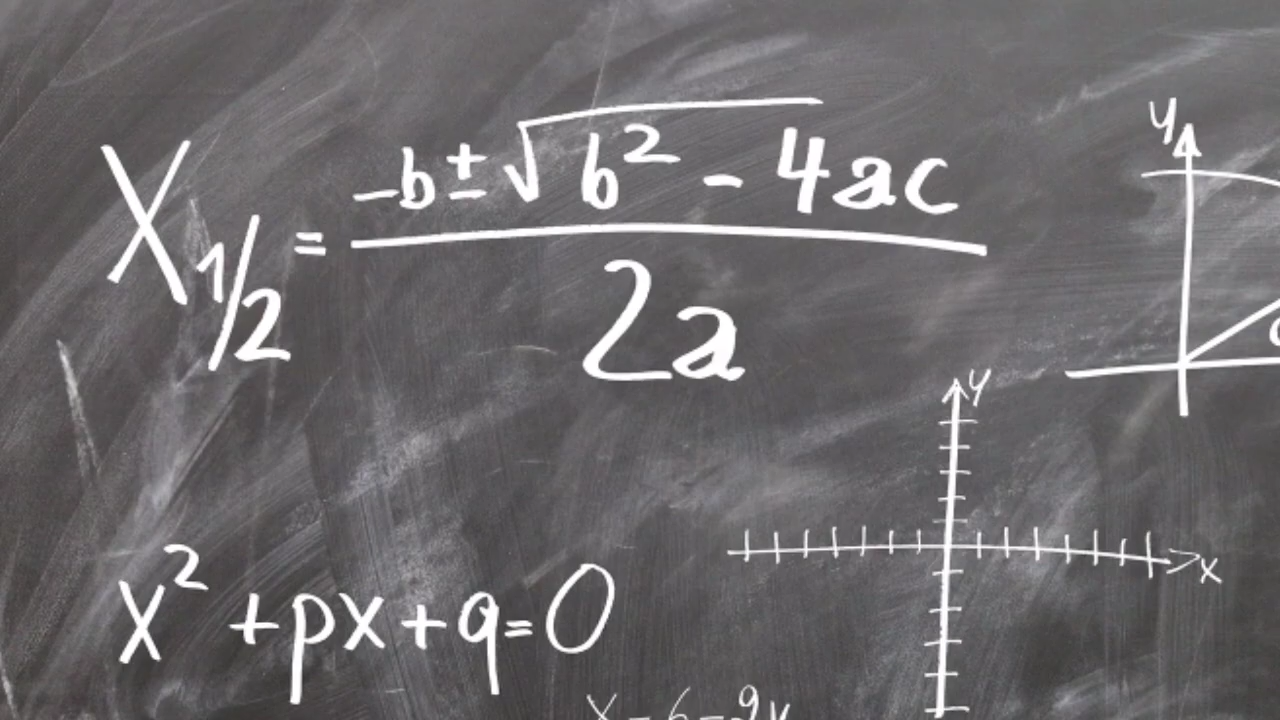 X₁/₂ = (-b ± √(b² - 4ac)) / 2a
y
y
x
x² + px + q = 0